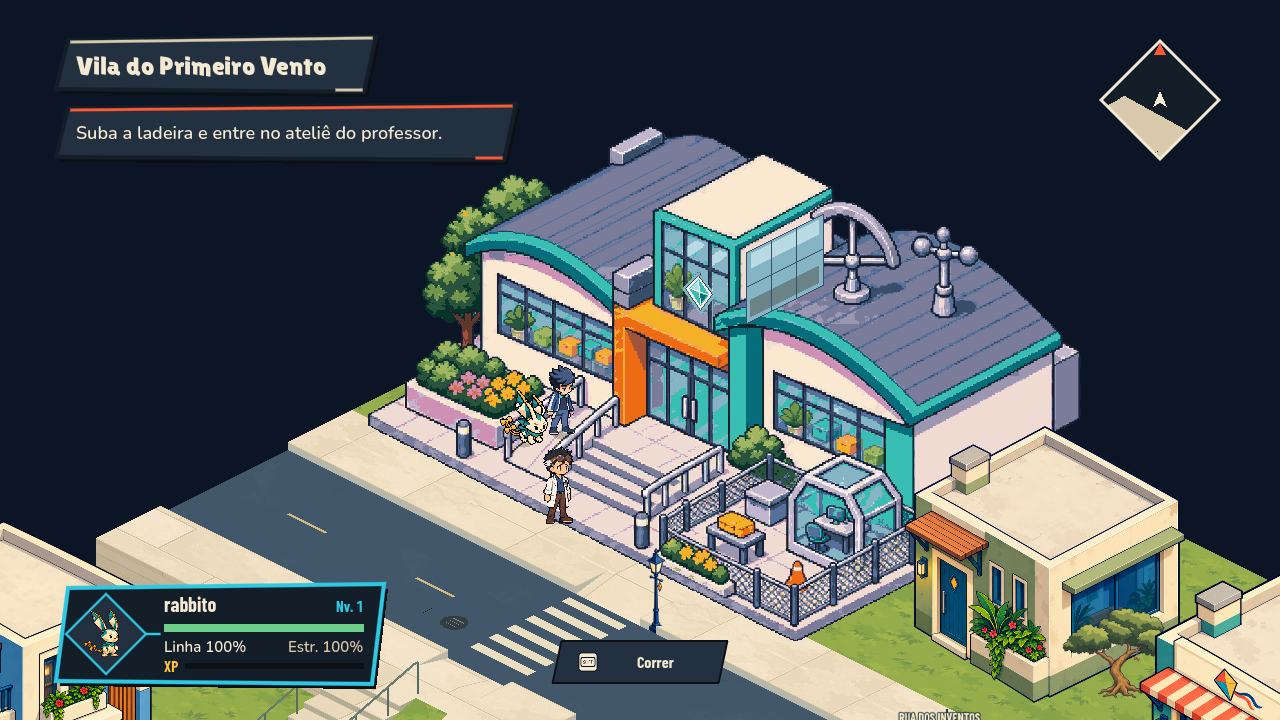 Vila do Primeiro Vento
Suba a ladeira e entre no ateliê do professor.
rabbito
Nv. 1
Linha 100%
Estr. 100%
XP
Correr
RUA DOS INVENTOS